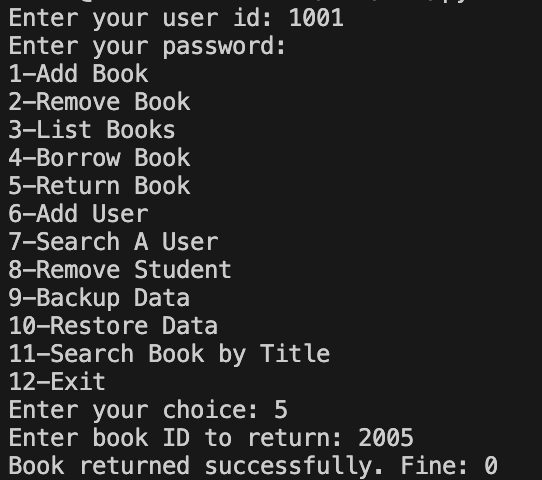 Enter your user id: 1001
Enter your password:
1-Add Book
2-Remove Book
3-List Books
4-Borrow Book
5-Return Book
6-Add User
7-Search A User
8-Remove Student
9-Backup Data
10-Restore Data
11-Search Book by Title
12-Exit
Enter your choice: 5
Enter book ID to return: 2005
Book returned successfully. Fine: 0